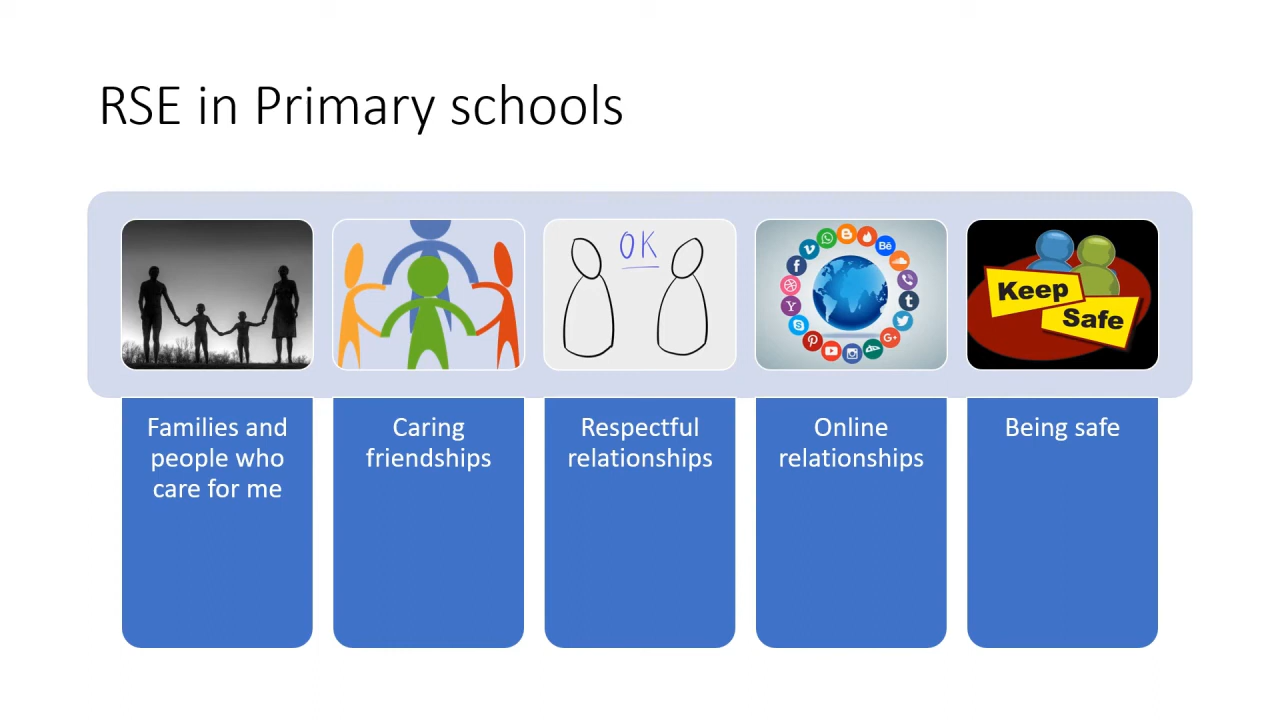 RSE in Primary schools
OK
Bē
f
t
Y
G+
Keep
Safe
Families and
people who
care for me
Caring
friendships
Respectful
relationships
Online
relationships
Being safe